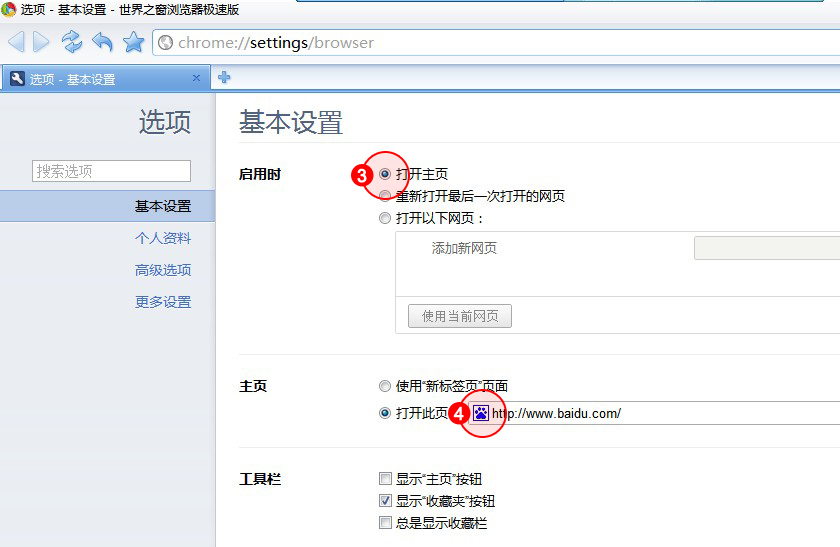 选项 - 基本设置 - 世界之窗浏览器极速版
chrome://settings/browser
选项 - 基本设置
选项
搜索选项
基本设置
个人资料
高级选项
更多设置
基本设置
启用时
3
打开主页
重新打开最后一次打开的网页
打开以下网页：
添加新网页
使用当前网页
主页
使用“新标签页”页面
打开此页
4
http://www.baidu.com/
工具栏
显示“主页”按钮
显示“收藏夹”按钮
总是显示收藏栏